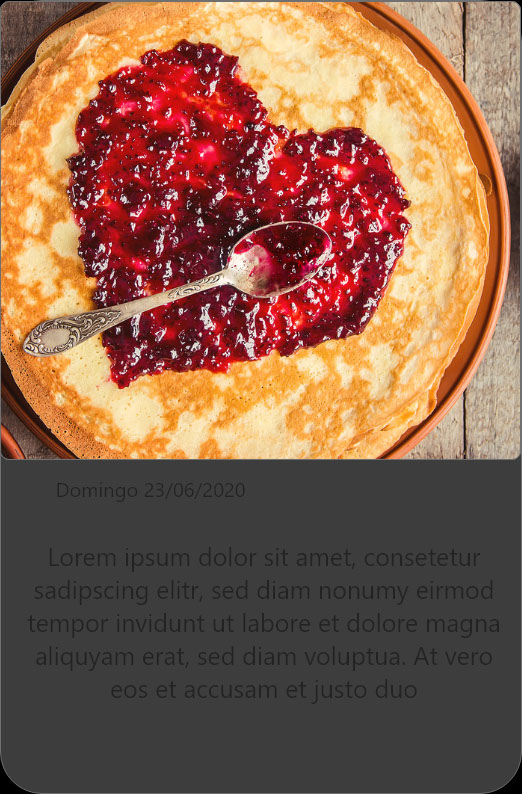 Domingo 23/06/2020
Lorem ipsum dolor sit amet, consetetur
sadipscing elitr, sed diam nonumy eirmod
tempor invidunt ut labore et dolore magna
aliquyam erat, sed diam voluptua. At vero
eos et accusam et justo duo